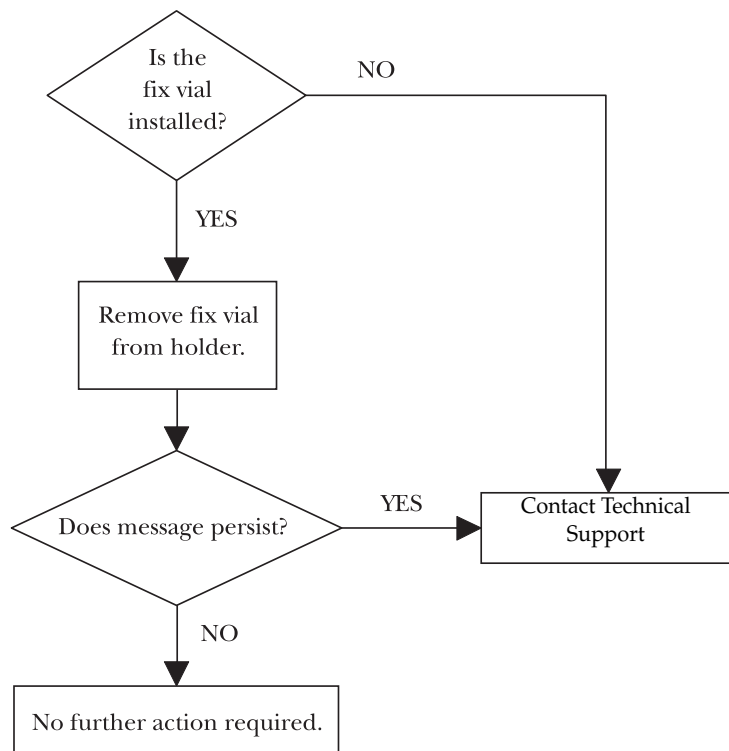 Is the
fix vial
installed?
NO
YES
Remove fix vial
from holder.
Does message persist?
YES
Contact Technical
Support
NO
No further action required.